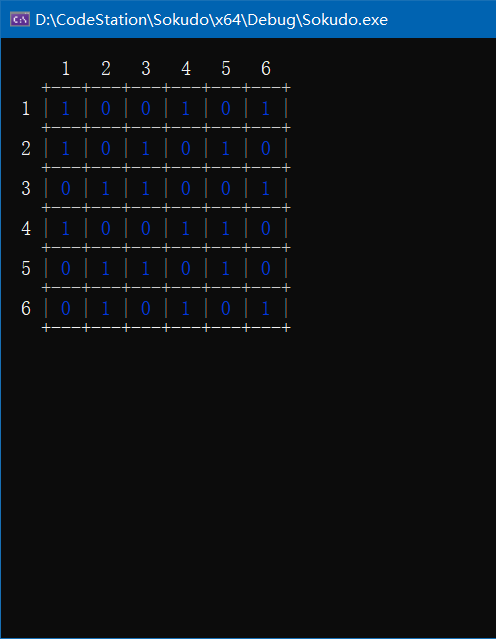 D:\CodeStation\Sokudo\x64\Debug\Sokudo.exe
1 2 3 4 5 6
+---+---+---+---+---+---+
1 | 1 | 0 | 0 | 1 | 0 | 1 |
+---+---+---+---+---+---+
2 | 1 | 0 | 1 | 0 | 1 | 0 |
+---+---+---+---+---+---+
3 | 0 | 1 | 1 | 0 | 0 | 1 |
+---+---+---+---+---+---+
4 | 1 | 0 | 0 | 1 | 1 | 0 |
+---+---+---+---+---+---+
5 | 0 | 1 | 1 | 0 | 1 | 0 |
+---+---+---+---+---+---+
6 | 0 | 1 | 0 | 1 | 0 | 1 |
+---+---+---+---+---+---+